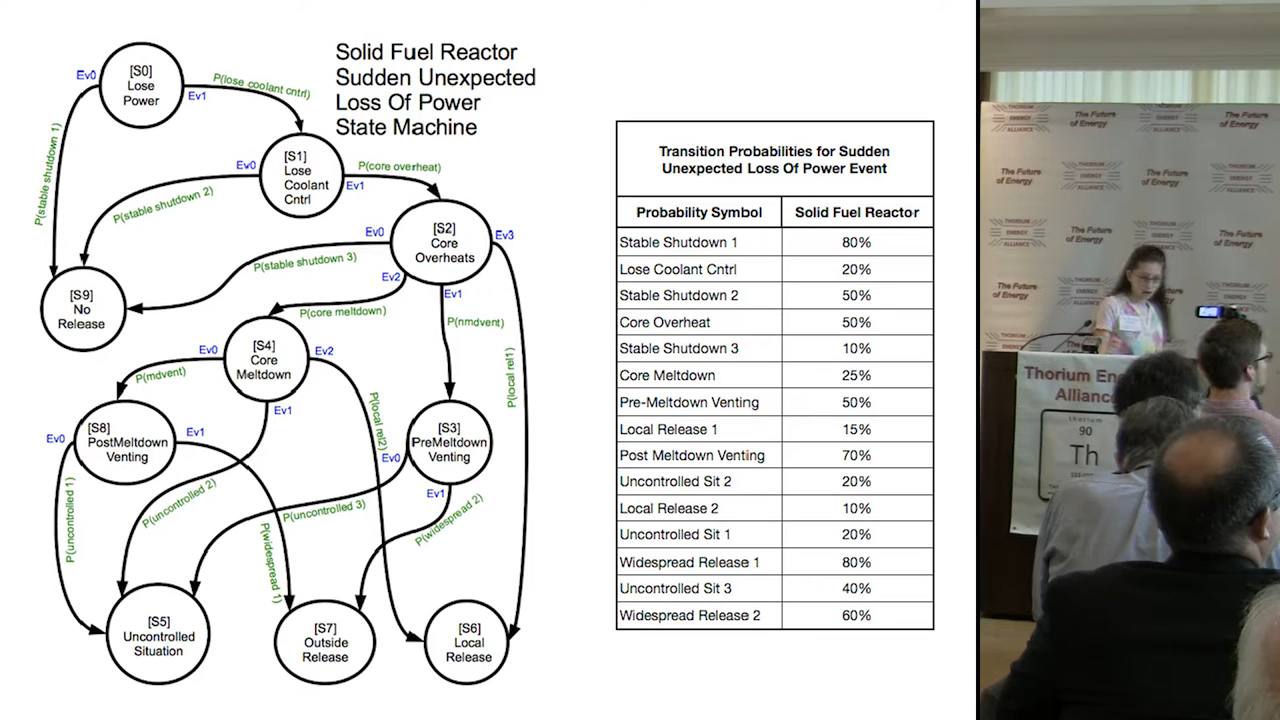 Solid Fuel Reactor
Sudden Unexpected
Loss Of Power
State Machine
[S0]
Lose
Power
Ev0
Ev1
P(lose coolant cntrl)
P(stable shutdown 1)
[S1]
Lose
Coolant
Cntrl
Ev0
Ev1
P(core overheat)
P(stable shutdown 2)
[S2]
Core
Overheats
Ev0
Ev3
Ev2
Ev1
P(stable shutdown 3)
[S9]
No
Release
P(core meltdown)
P(nmdvent)
P(local rel1)
[S4]
Core
Meltdown
Ev0
Ev2
Ev1
P(mdvent)
P(local rel2)
[S8]
PostMeltdown
Venting
Ev0
Ev1
[S3]
PreMeltdown
Venting
Ev0
Ev1
P(uncontrolled 1)
P(uncontrolled 2)
P(uncontrolled 3)
P(widespread 1)
P(widespread 2)
[S5]
Uncontrolled
Situation
[S7]
Outside
Release
[S6]
Local
Release
Transition Probabilities for Sudden
Unexpected Loss Of Power Event
Probability Symbol Solid Fuel Reactor
Stable Shutdown 1 80%
Lose Coolant Cntrl 20%
Stable Shutdown 2 50%
Core Overheat 50%
Stable Shutdown 3 10%
Core Meltdown 25%
Pre-Meltdown Venting 50%
Local Release 1 15%
Post Meltdown Venting 70%
Uncontrolled Sit 2 20%
Local Release 2 10%
Uncontrolled Sit 1 20%
Widespread Release 1 80%
Uncontrolled Sit 3 40%
Widespread Release 2 60%
THORIUM
ENERGY
ALLIANCE
The Future
of Energy
Thorium
Alliance
thorium
90
Th